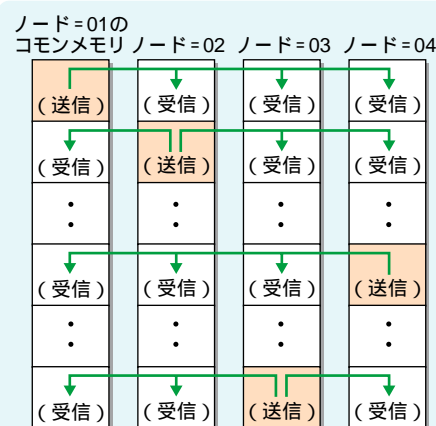 ノード=01の
コモンメモリ ノード=02 ノード=03 ノード=04
(送信) (受信) (受信) (受信)
(受信) (送信) (受信) (受信)
: : : :
(受信) (受信) (受信) (送信)
: : : :
(受信) (受信) (送信) (受信)